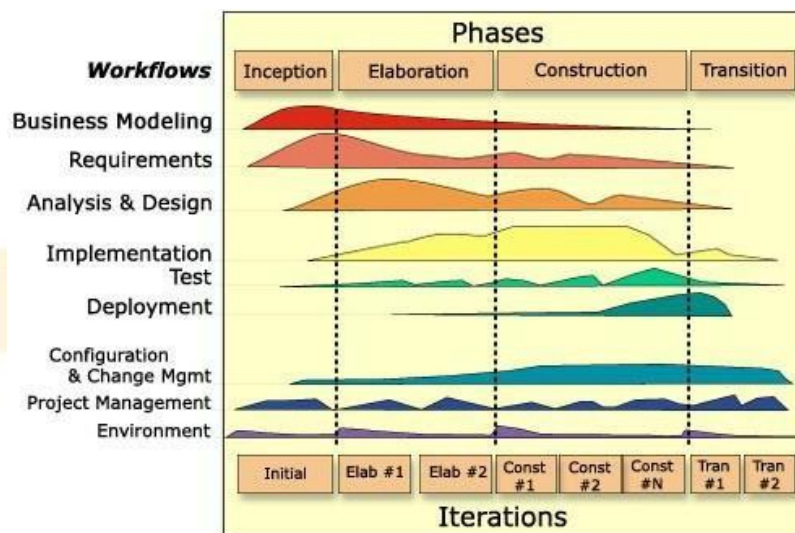 Phases
Workflows Inception Elaboration Construction Transition
Business Modeling
Requirements
Analysis & Design
Implementation
Test
Deployment
Configuration
& Change Mgmt
Project Management
Environment
Initial Elab #1 Elab #2 Const #1 Const #2 Const #N Tran #1 Tran #2
Iterations